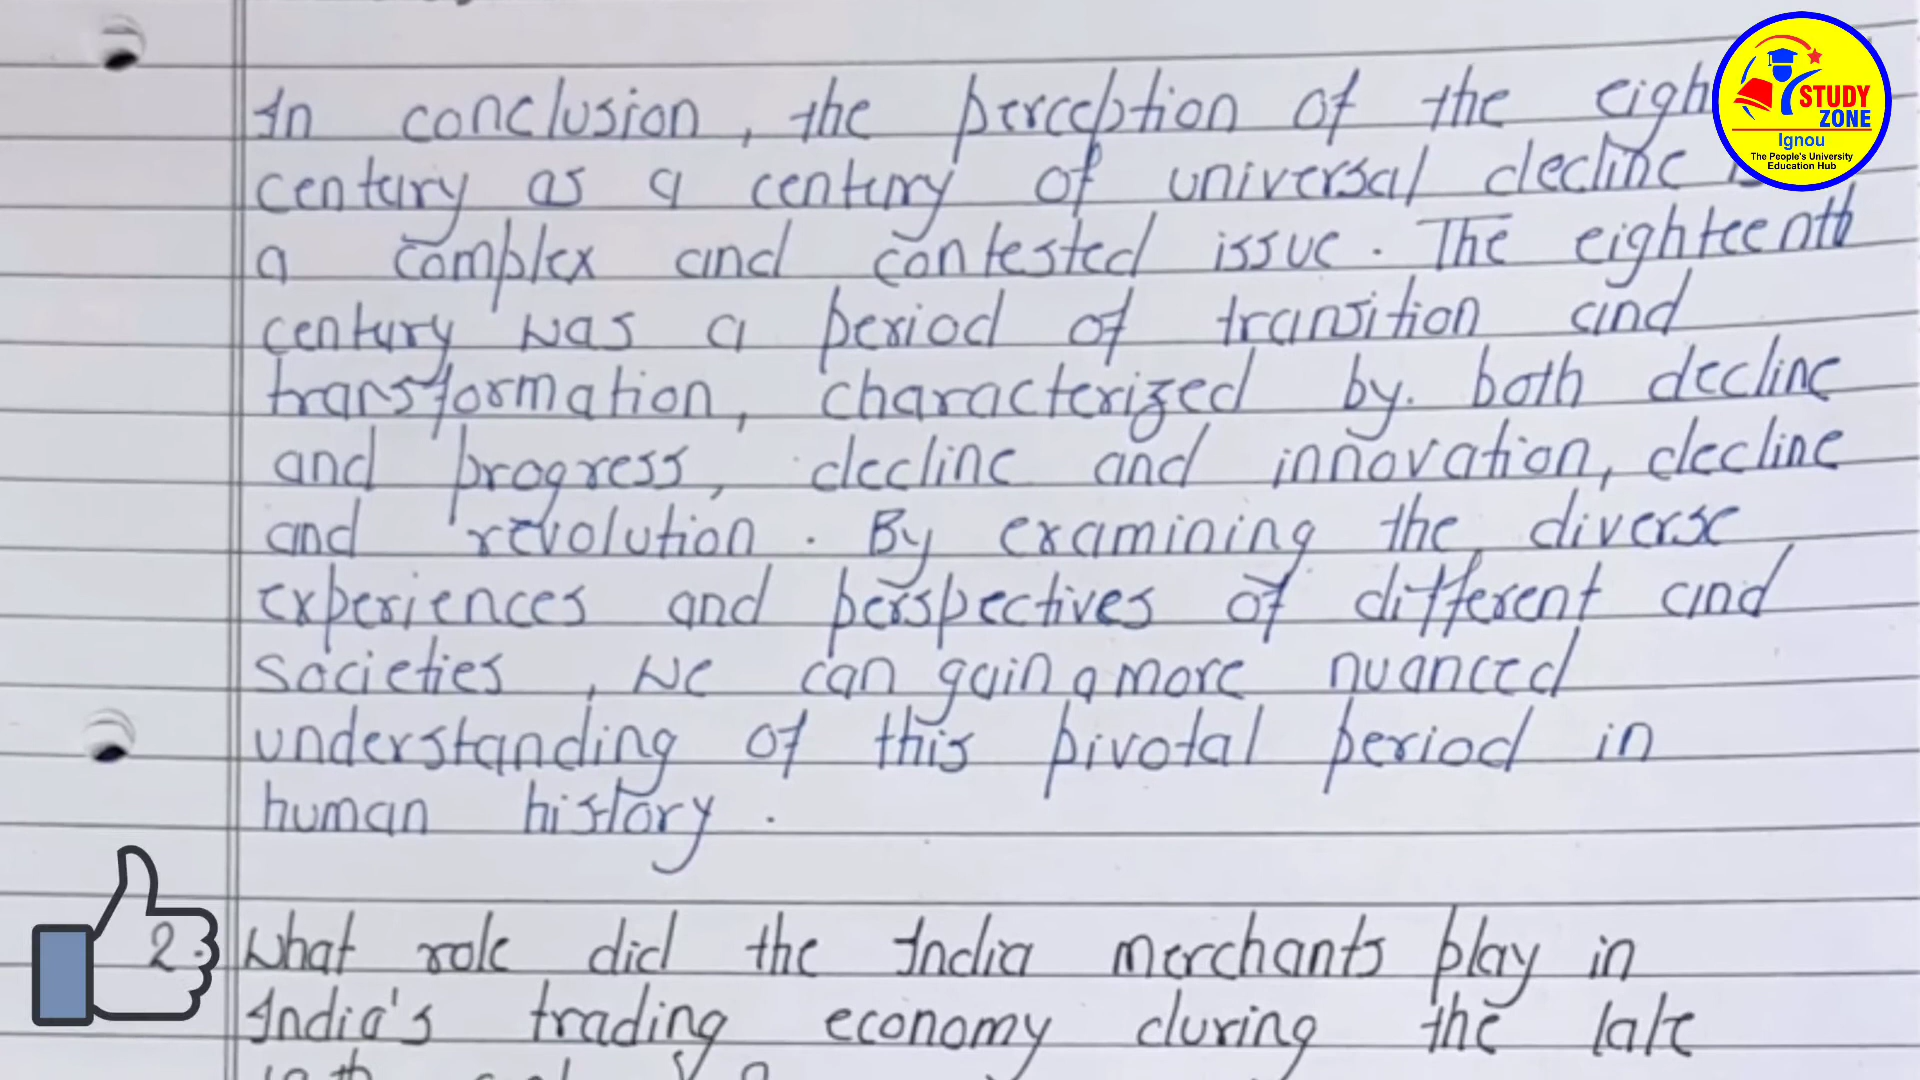 In conclusion, the perception of the eigh
century as a century of universal decline
a complex and contested issue. The eighteenth
century was a period of transition and
transformation, characterized by. both decline
and progress, decline and innovation, decline
and revolution. By examining the diverse
experiences and perspectives of different and
societies, we can gain a more nuanced
understanding of this pivotal period in
human history.
2. What role did the India merchants play in
India's trading economy during the late
STUDY
ZONE
Ignou
The People's University
Education Hub